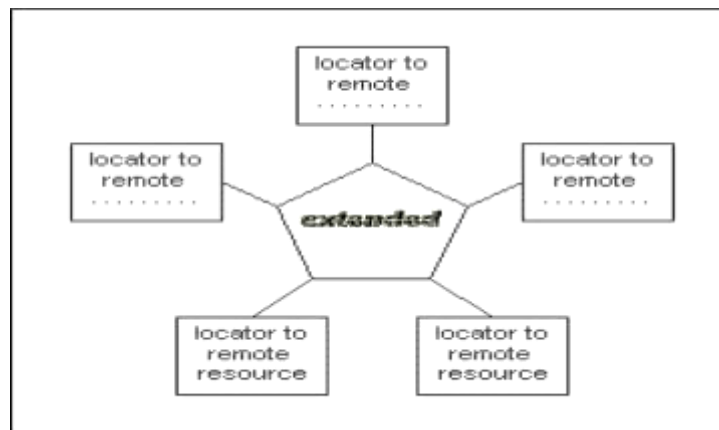 locator to
remote
. . . . . . . . .
locator to
remote
. . . . . . . . .
locator to
remote
. . . . . . . . .
extended
locator to
remote
resource
locator to
remote
resource